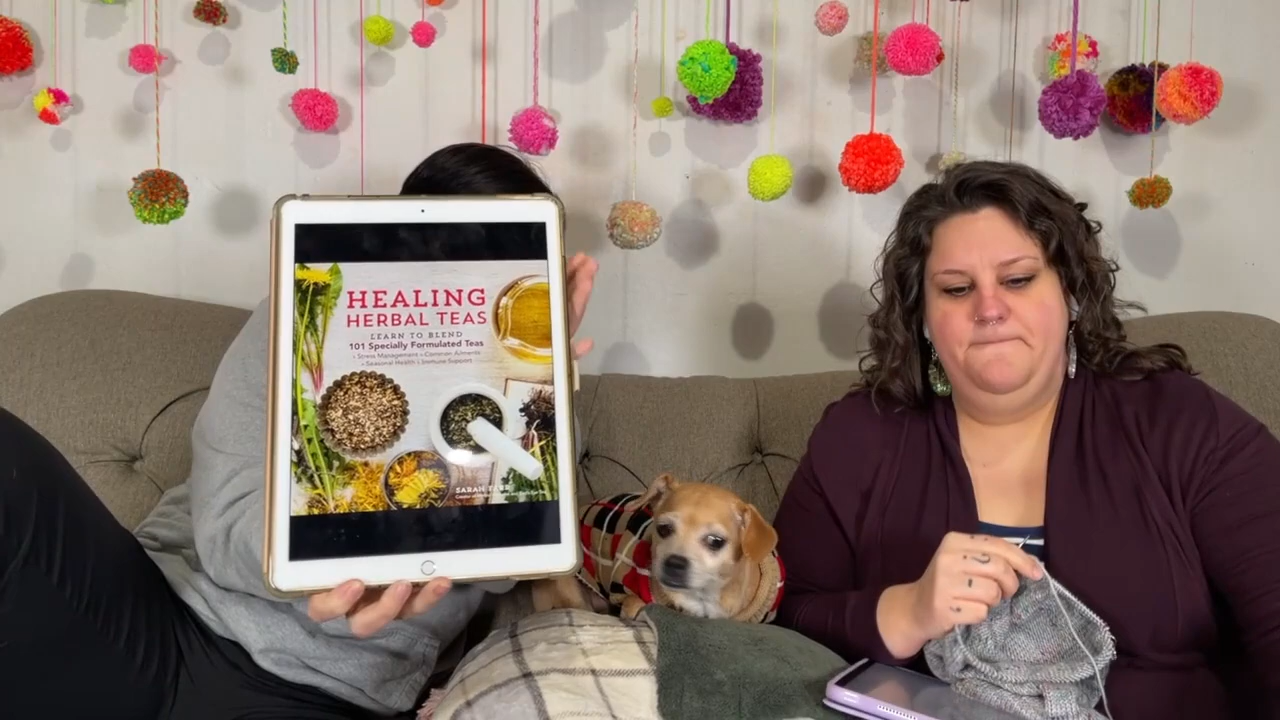 HEALING
HERBAL TEAS
LEARN TO BLEND
101 Specially Formulated Teas
• Stress Management • Common Ailments
• Seasonal Health • Immune Support
SARAH FARR